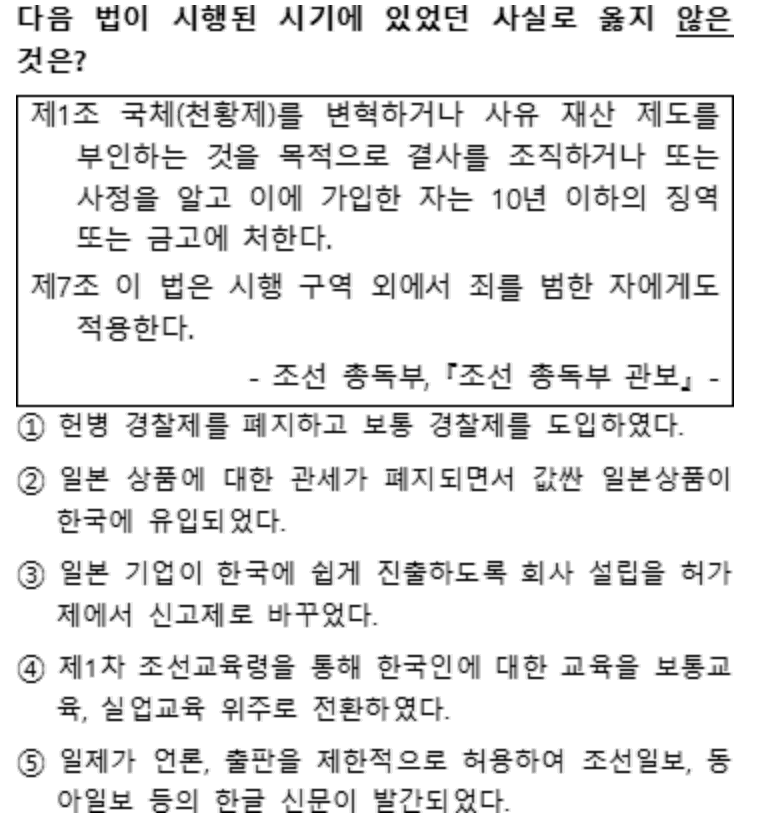 다음 법이 시행된 시기에 있었던 사실로 옳지 않은
것은?
제1조 국체(천황제)를 변혁하거나 사유 재산 제도를
부인하는 것을 목적으로 결사를 조직하거나 또는
사정을 알고 이에 가입한 자는 10년 이하의 징역
또는 금고에 처한다.
제7조 이 법은 시행 구역 외에서 죄를 범한 자에게도
적용한다.
- 조선 총독부, 『조선 총독부 관보』 -
① 헌병 경찰제를 폐지하고 보통 경찰제를 도입하였다.
② 일본 상품에 대한 관세가 폐지되면서 값싼 일본상품이
한국에 유입되었다.
③ 일본 기업이 한국에 쉽게 진출하도록 회사 설립을 허가
제에서 신고제로 바꾸었다.
④ 제1차 조선교육령을 통해 한국인에 대한 교육을 보통교
육, 실업교육 위주로 전환하였다.
⑤ 일제가 언론, 출판을 제한적으로 허용하여 조선일보, 동
아일보 등의 한글 신문이 발간되었다.